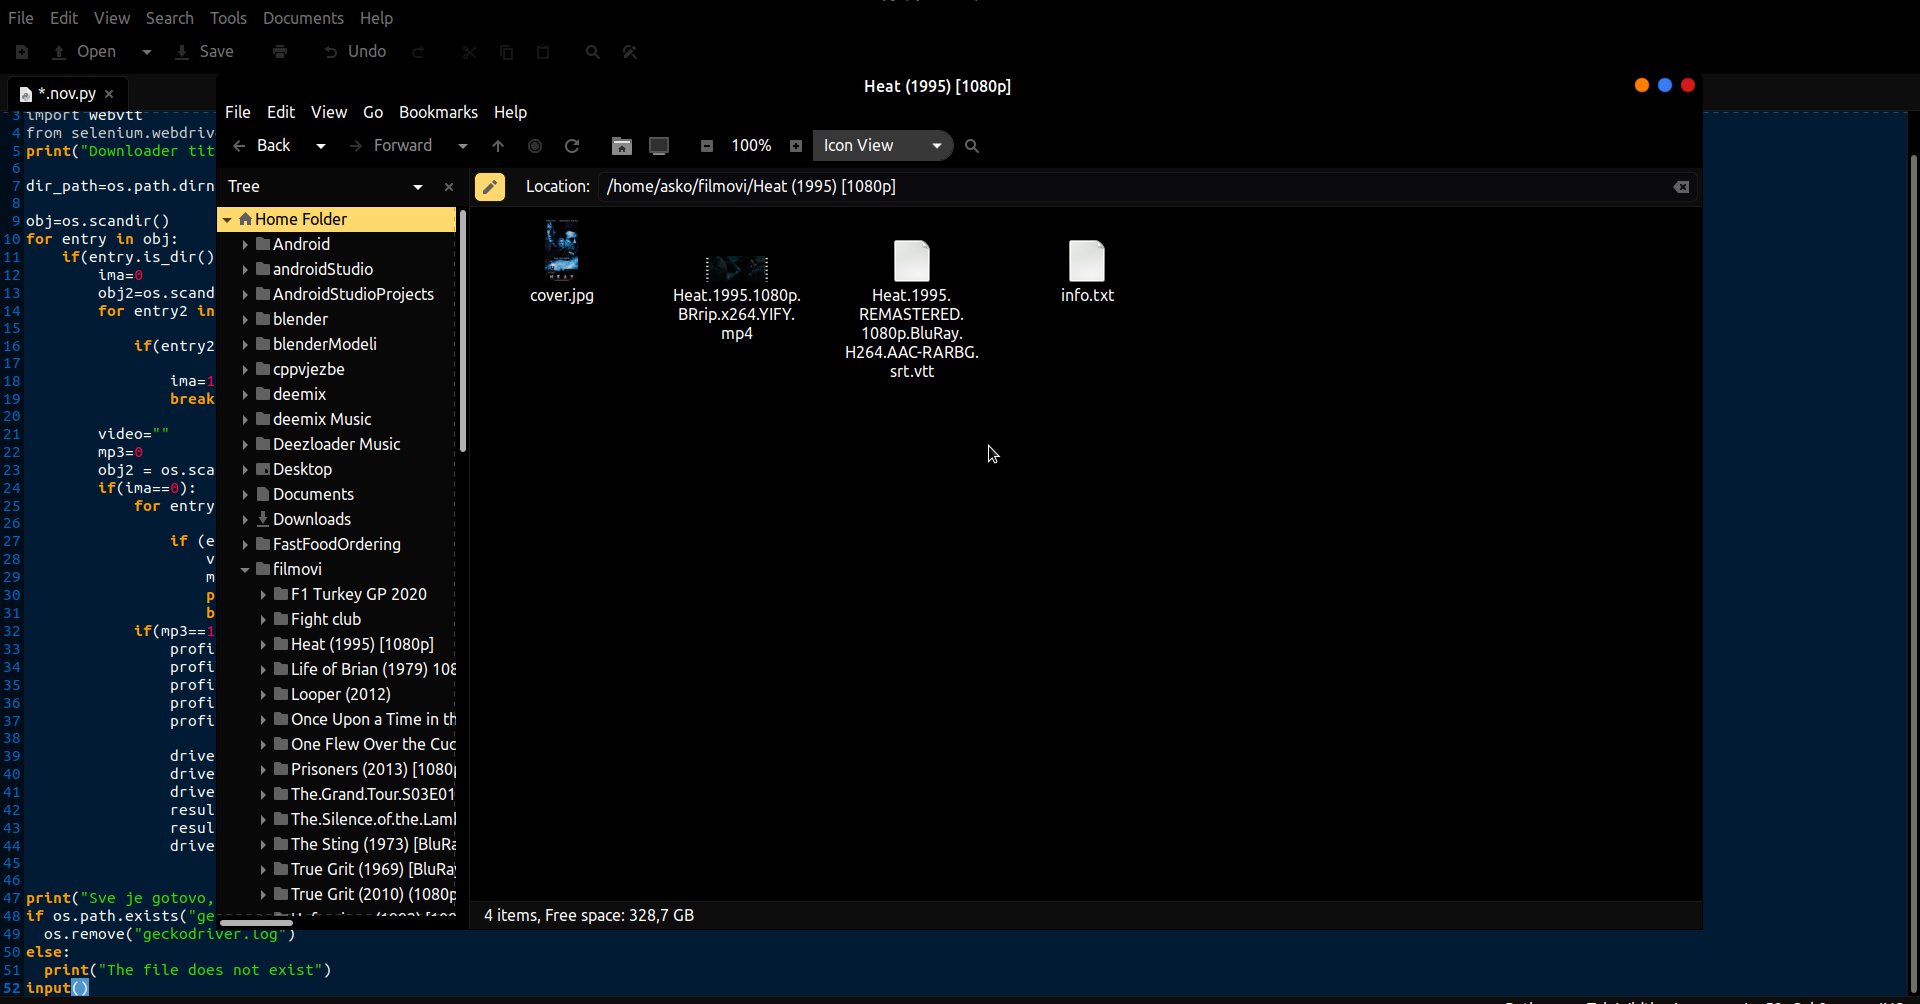 File Edit View Search Tools Documents Help
Open Save Undo
*.nov.py
3 import webvtt
4 from selenium.webdriv
5 print("Downloader tit
6
7 dir_path=os.path.dirn
8
9 obj=os.scandir()
10 for entry in obj:
11 if(entry.is_dir()
12 ima=0
13 obj2=os.scand
14 for entry2 in
15
16 if(entry2
17
18 ima=1
19 break
20
21 video=""
22 mp3=0
23 obj2 = os.sca
24 if(ima==0):
25 for entry
26
27 if (e
28 v
29 m
30 p
31 b
32 if(mp3==1
33 profi
34 profi
35 profi
36 profi
37 profi
38
39 drive
40 drive
41 drive
42 resul
43 resul
44 drive
45
46
47 print("Sve je gotovo,
48 if os.path.exists("ge
49 os.remove("geckodriver.log")
50 else:
51 print("The file does not exist")
52 input()
Heat (1995) [1080p]
File Edit View Go Bookmarks Help
Back Forward 100% Icon View
Tree
Location: /home/asko/filmovi/Heat (1995) [1080p]
Home Folder
Android
androidStudio
AndroidStudioProjects
blender
blenderModeli
cppvjezbe
deemix
deemix Music
Deezloader Music
Desktop
Documents
Downloads
FastFoodOrdering
filmovi
F1 Turkey GP 2020
Fight club
Heat (1995) [1080p]
Life of Brian (1979) 108
Looper (2012)
Once Upon a Time in th
One Flew Over the Cuc
Prisoners (2013) [1080p
The.Grand.Tour.S03E01
The.Silence.of.the.Lam
The Sting (1973) [BluRa
True Grit (1969) [BluRay
True Grit (2010) (1080p
cover.jpg
Heat.1995.1080p.
BRrip.x264.YIFY.
mp4
Heat.1995.
REMASTERED.
1080p.BluRay.
H264.AAC-RARBG.
srt.vtt
info.txt
4 items, Free space: 328,7 GB